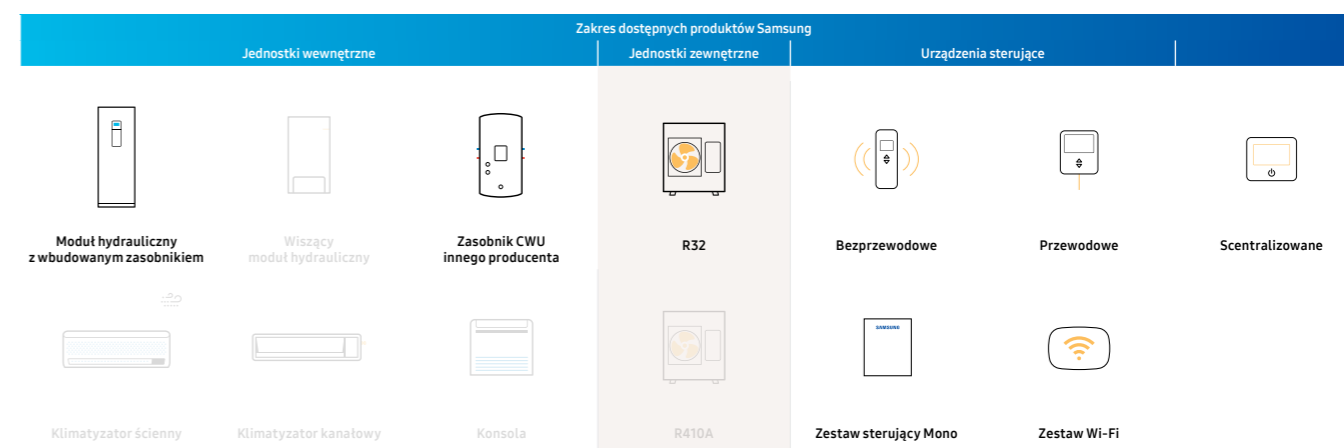 Zakres dostępnych produktów Samsung
Jednostki wewnętrzne
Jednostki zewnętrzne
Urządzenia sterujące
Moduł hydrauliczny
z wbudowanym zasobnikiem
Wiszący
moduł hydrauliczny
Zasobnik CWU
innego producenta
R32
Bezprzewodowe
Przewodowe
Scentralizowane
SAMSUNG
Klimatyzator ścienny
Klimatyzator kanałowy
Konsola
R410A
Zestaw sterujący Mono
Zestaw Wi-Fi